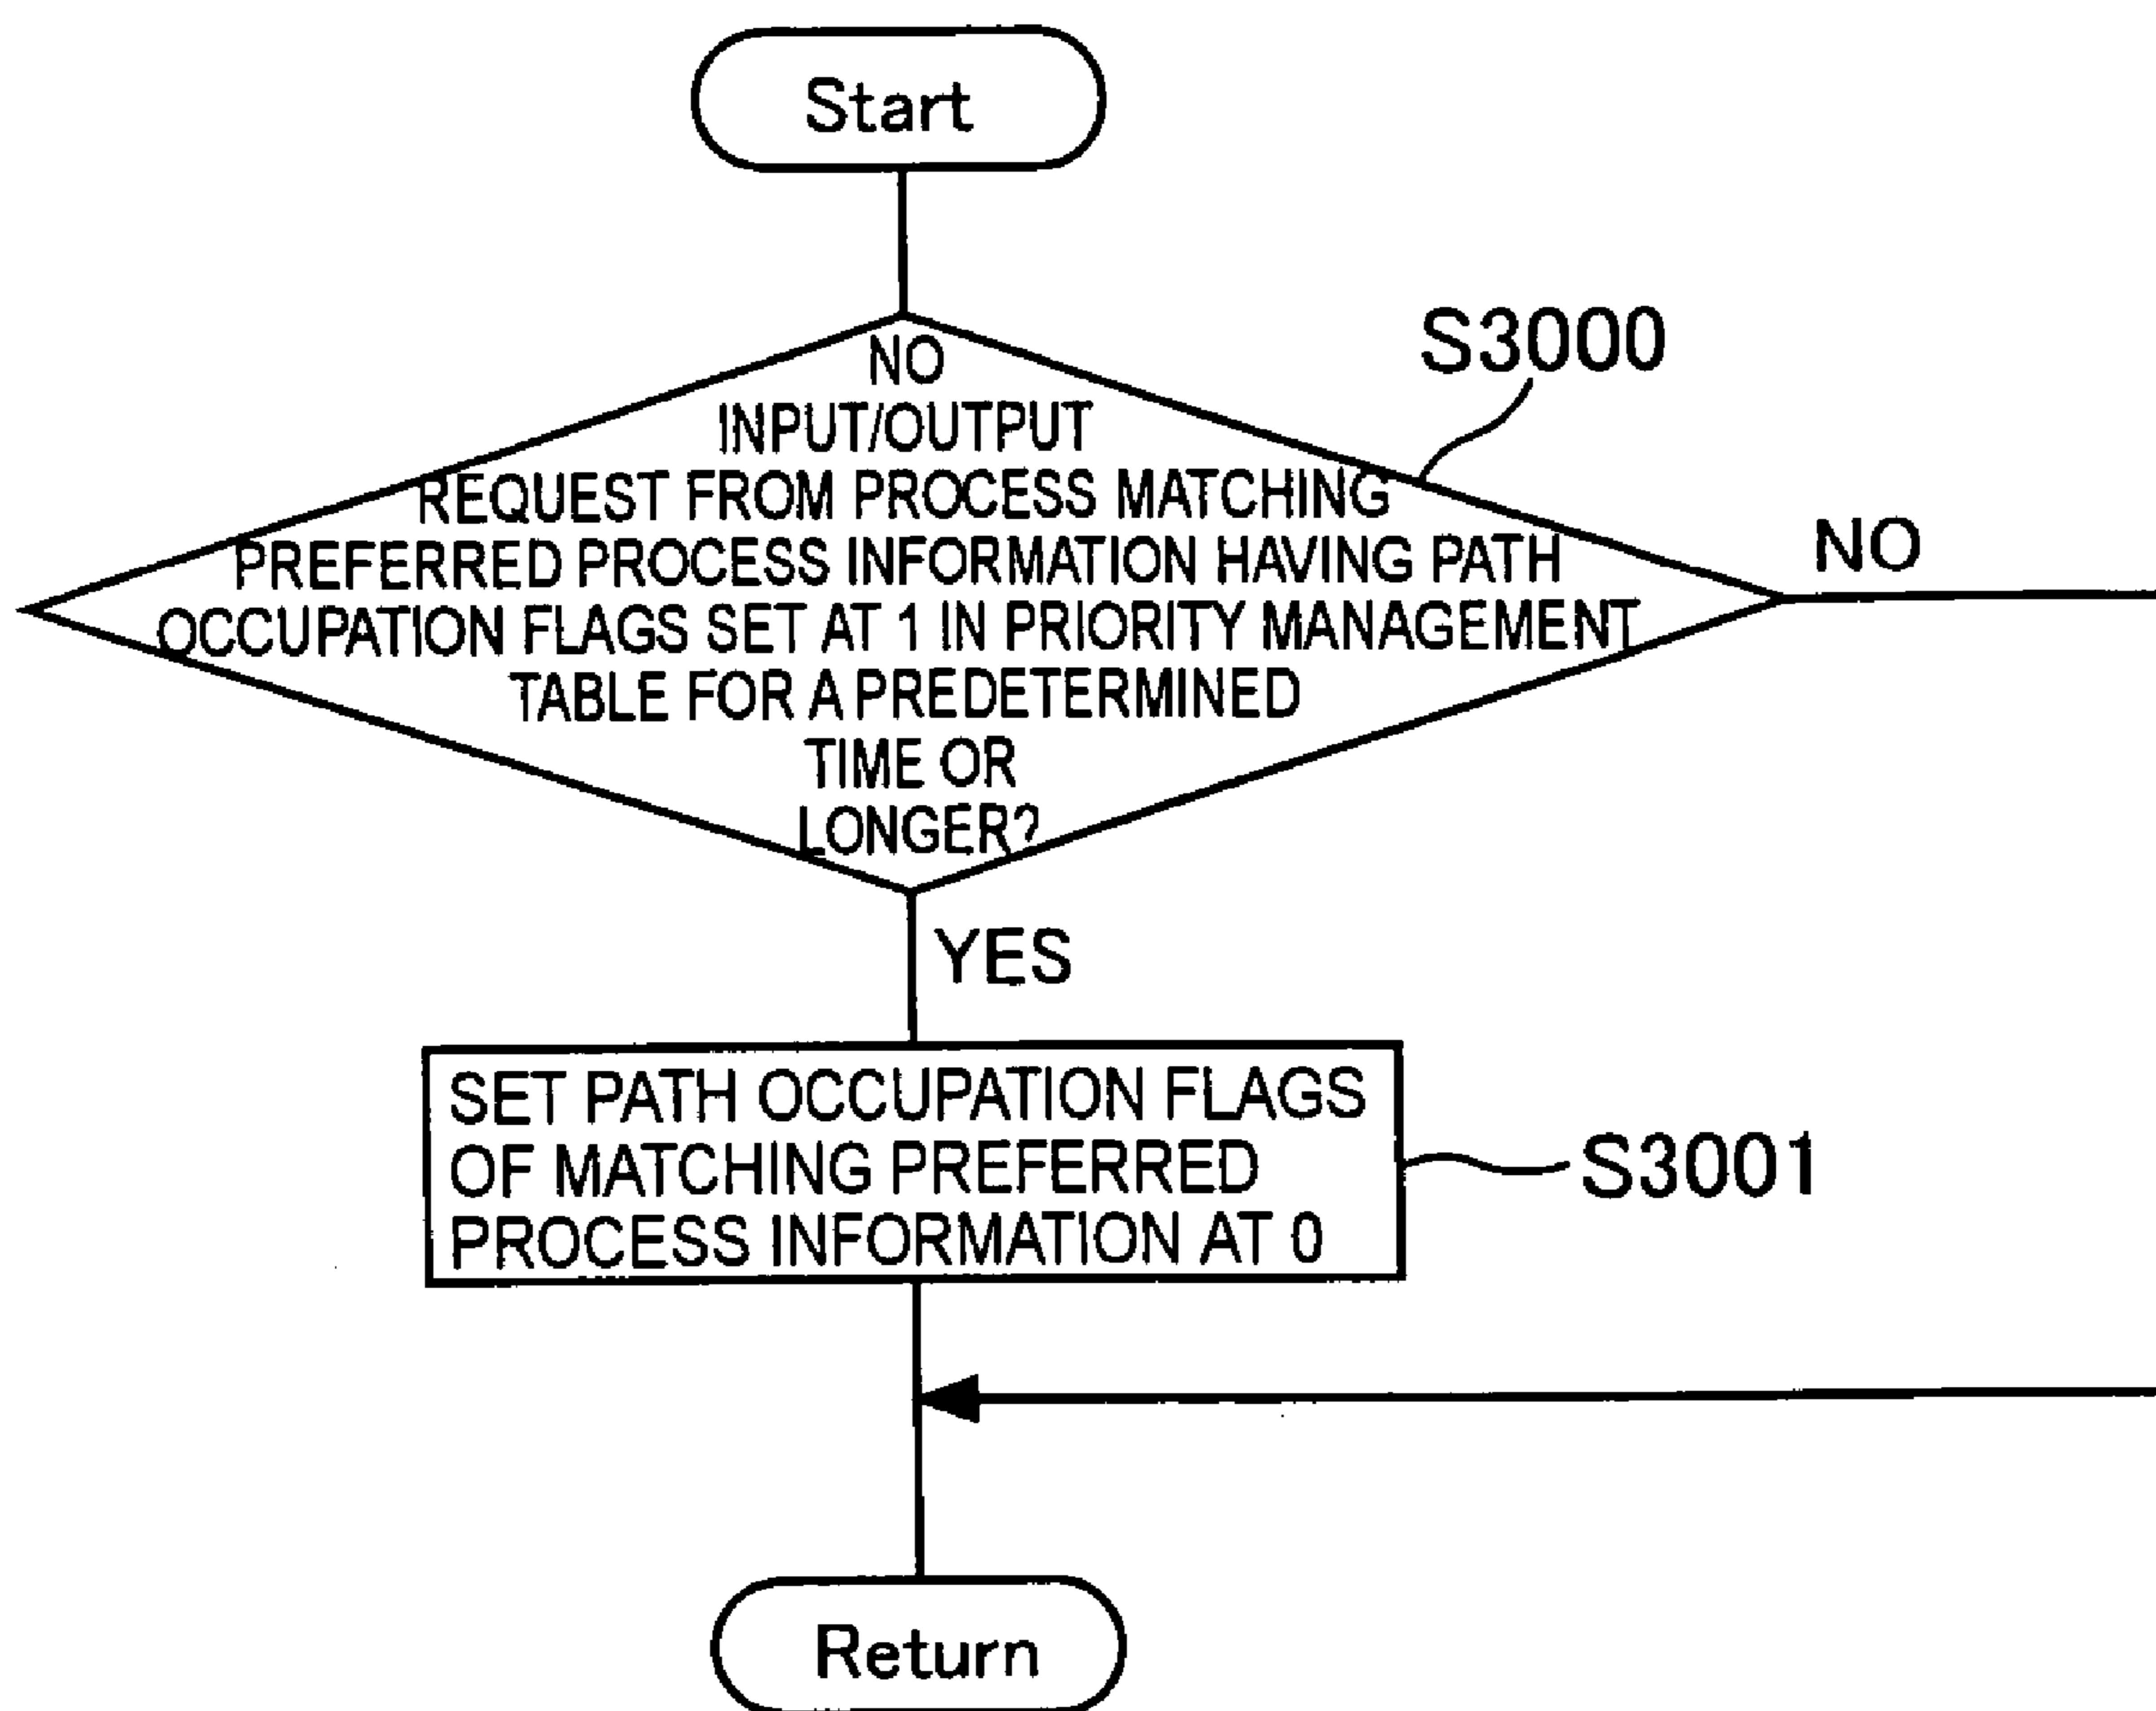 Start
S3000
NO
INPUT/OUTPUT
REQUEST FROM PROCESS MATCHING
PREFERRED PROCESS INFORMATION HAVING PATH
OCCUPATION FLAGS SET AT 1 IN PRIORITY MANAGEMENT
TABLE FOR A PREDETERMINED
TIME OR
LONGER?
NO
YES
SET PATH OCCUPATION FLAGS
OF MATCHING PREFERRED
PROCESS INFORMATION AT 0
S3001
Return